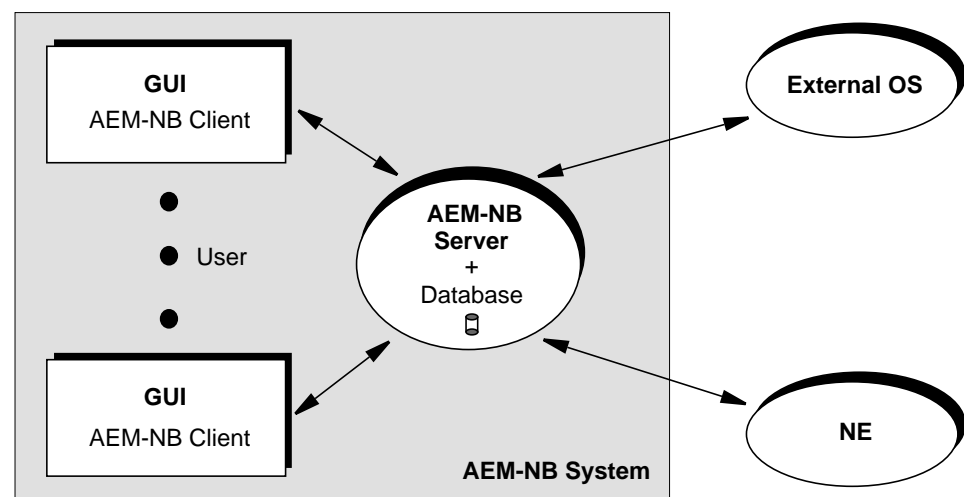 GUI
AEM-NB Client
External OS
AEM-NB
Server
+
Database
User
GUI
AEM-NB Client
NE
AEM-NB System